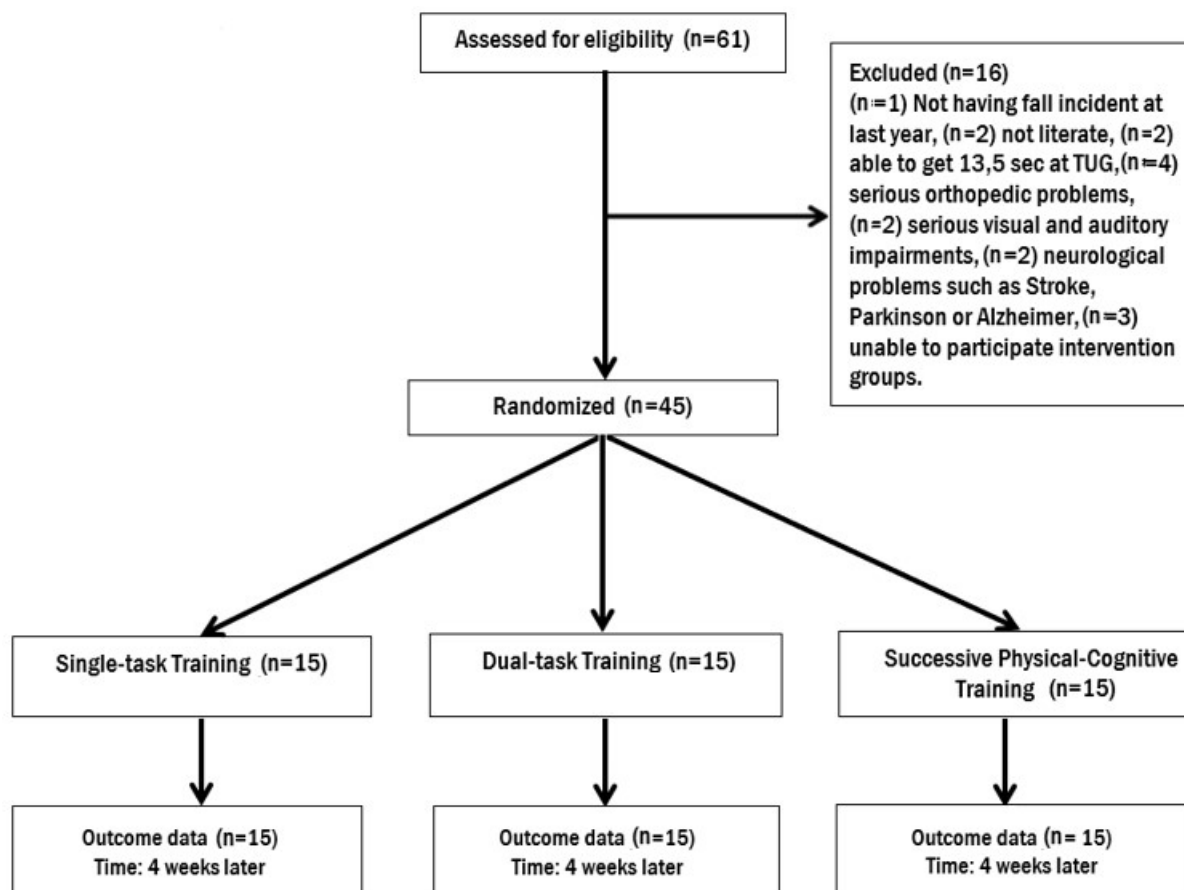 Assessed for eligibility (n=61)
Excluded (n=16)
(n=1) Not having fall incident at
last year, (n=2) not literate, (n=2)
able to get 13,5 sec at TUG,(n=4)
serious orthopedic problems,
(n=2) serious visual and auditory
impairments, (n=2) neurological
problems such as Stroke,
Parkinson or Alzheimer, (n=3)
unable to participate intervention
groups.
Randomized (n=45)
Single-task Training (n=15)
Dual-task Training (n=15)
Successive Physical-Cognitive
Training (n=15)
Outcome data (n=15)
Time: 4 weeks later
Outcome data (n=15)
Time: 4 weeks later
Outcome data (n= 15)
Time: 4 weeks later